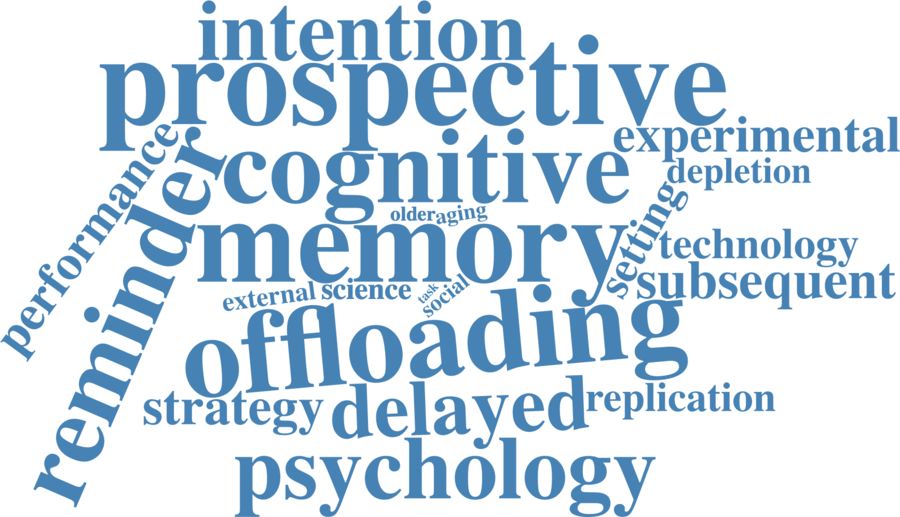 intention
prospective
experimental
performance
cognitive
depletion
reminder
older aging
memory
setting
technology
subsequent
external science
task
social
offloading
strategy
delayed
replication
psychology